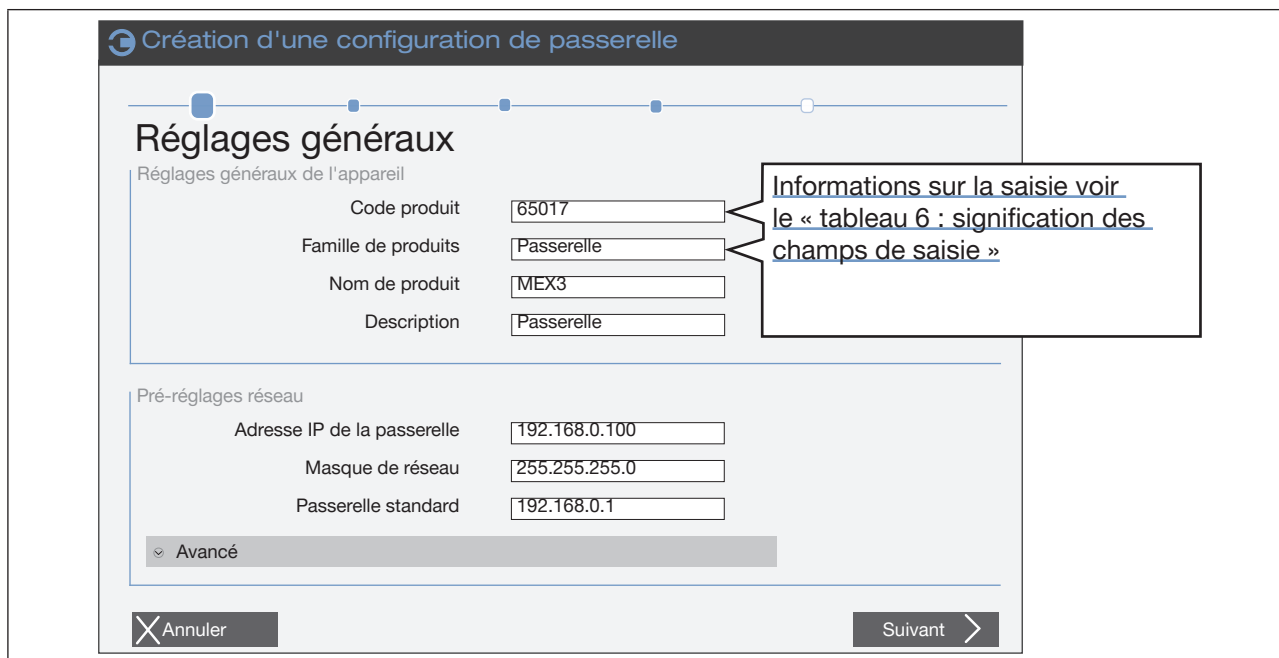 Création d'une configuration de passerelle
Réglages généraux
Réglages généraux de l'appareil
Code produit 65017
Famille de produits Passerelle
Nom de produit MEX3
Description Passerelle
Informations sur la saisie voir
le « tableau 6 : signification des
champs de saisie »
Pré-réglages réseau
Adresse IP de la passerelle 192.168.0.100
Masque de réseau 255.255.255.0
Passerelle standard 192.168.0.1
Avancé
Annuler
Suivant